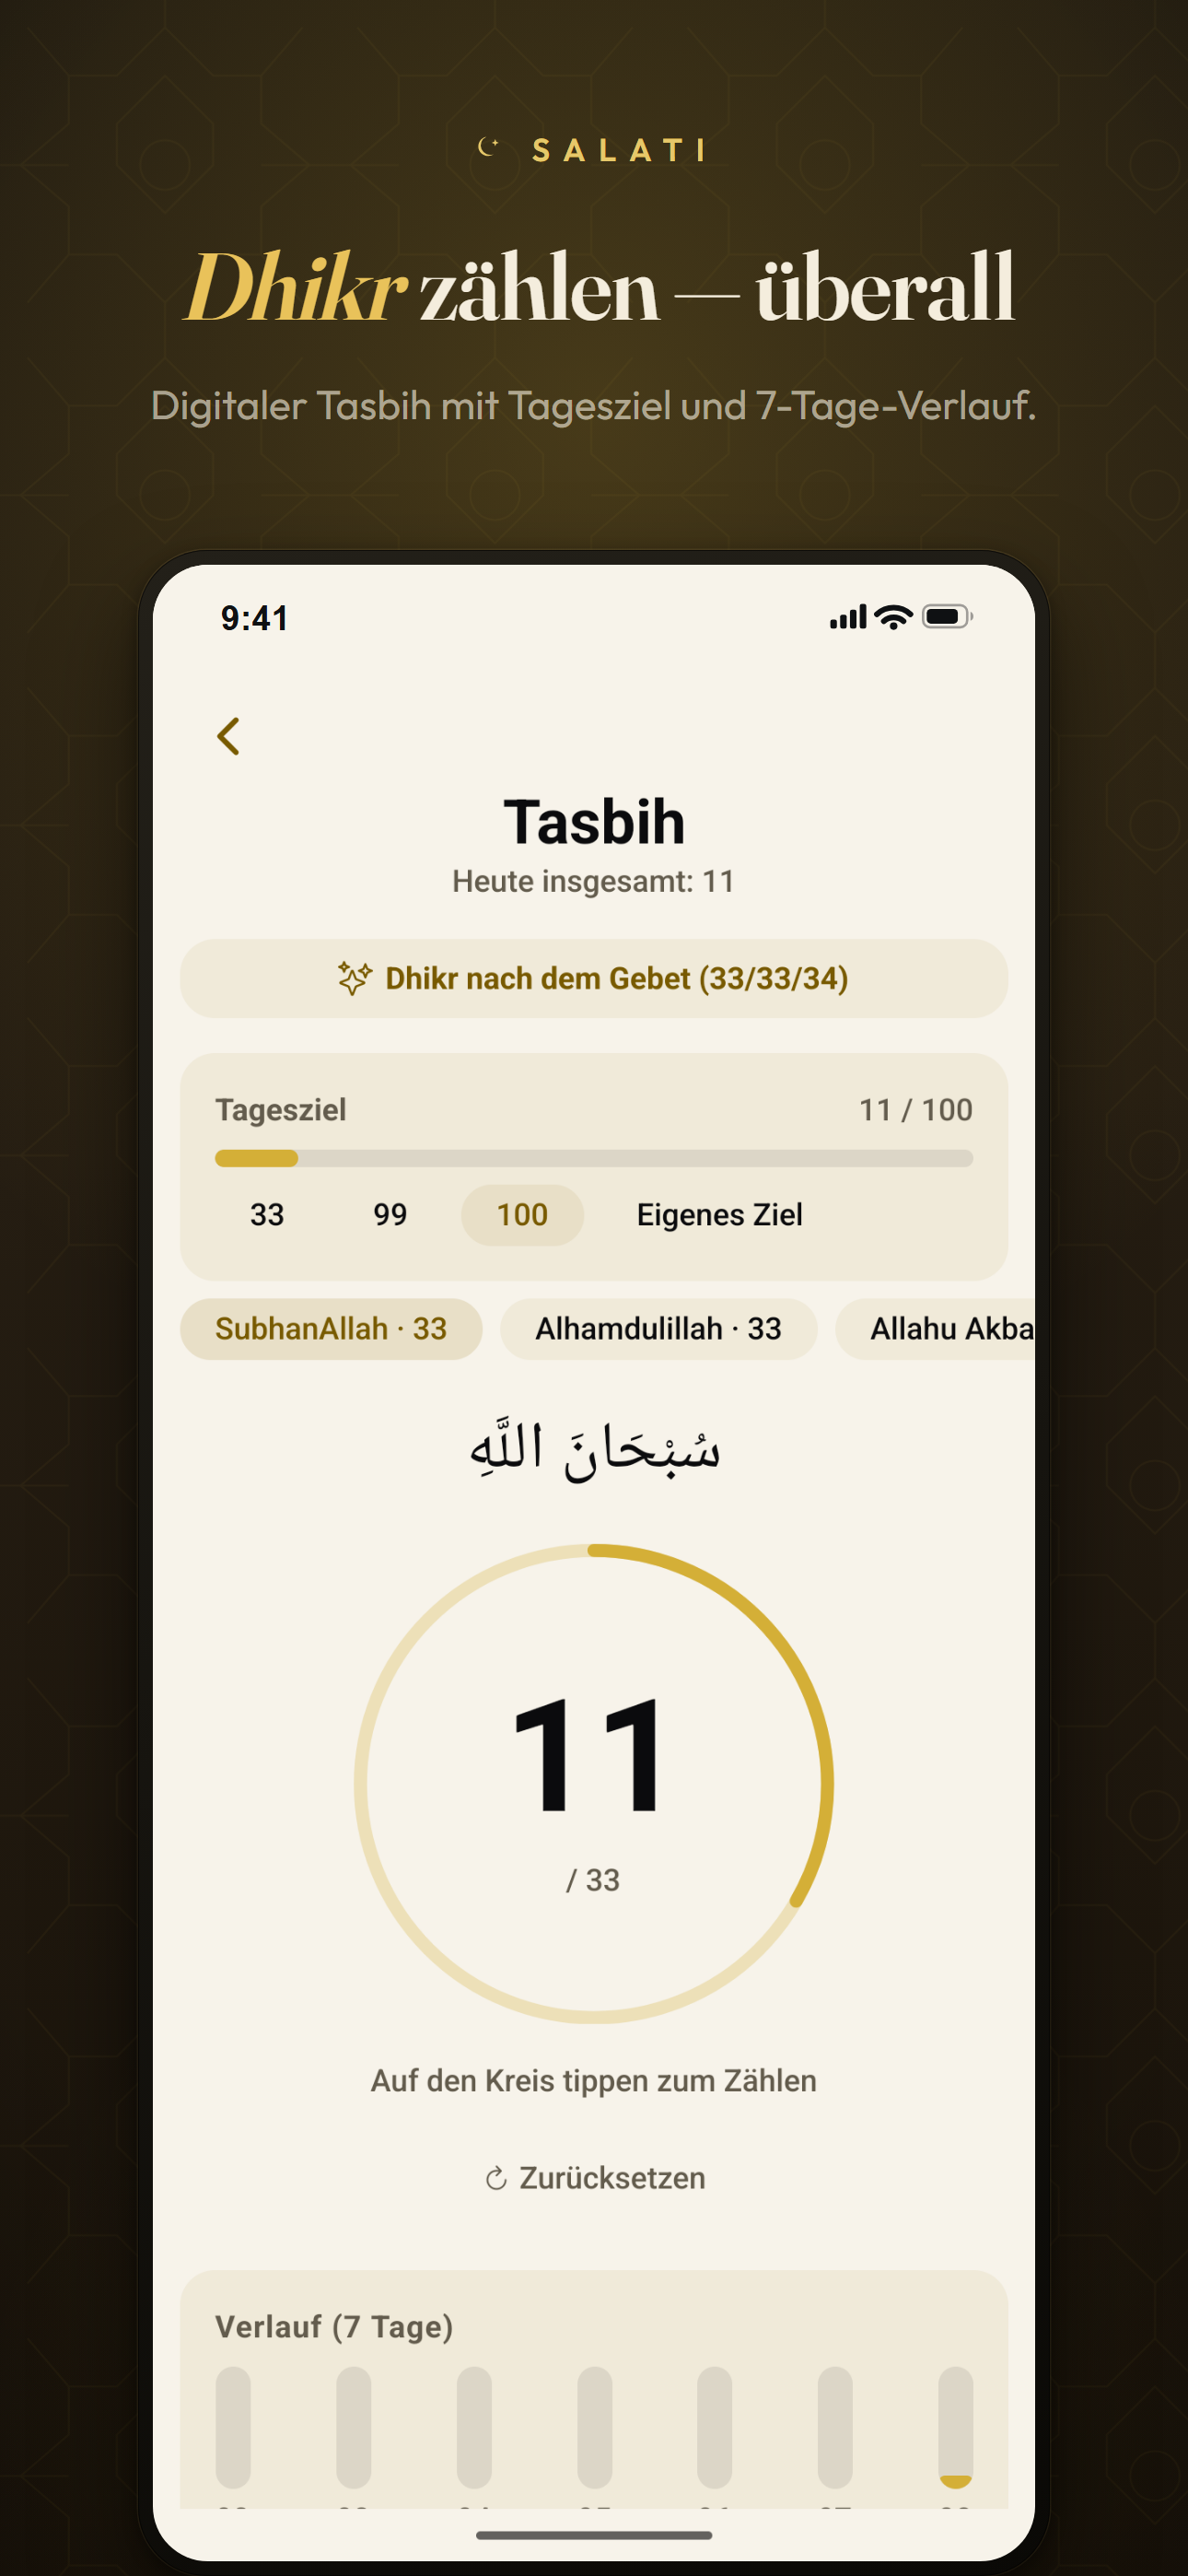 SALATI
Dhikr zählen — überall
Digitaler Tasbih mit Tagesziel und 7-Tage-Verlauf.
9:41
Tasbih
Heute insgesamt: 11
Dhikr nach dem Gebet (33/33/34)
Tagesziel 11 / 100
33 99 100 Eigenes Ziel
SubhanAllah · 33 Alhamdulillah · 33 Allahu Akba
سُبْحَانَ اللَّهِ
11
/ 33
Auf den Kreis tippen zum Zählen
Zurücksetzen
Verlauf (7 Tage)